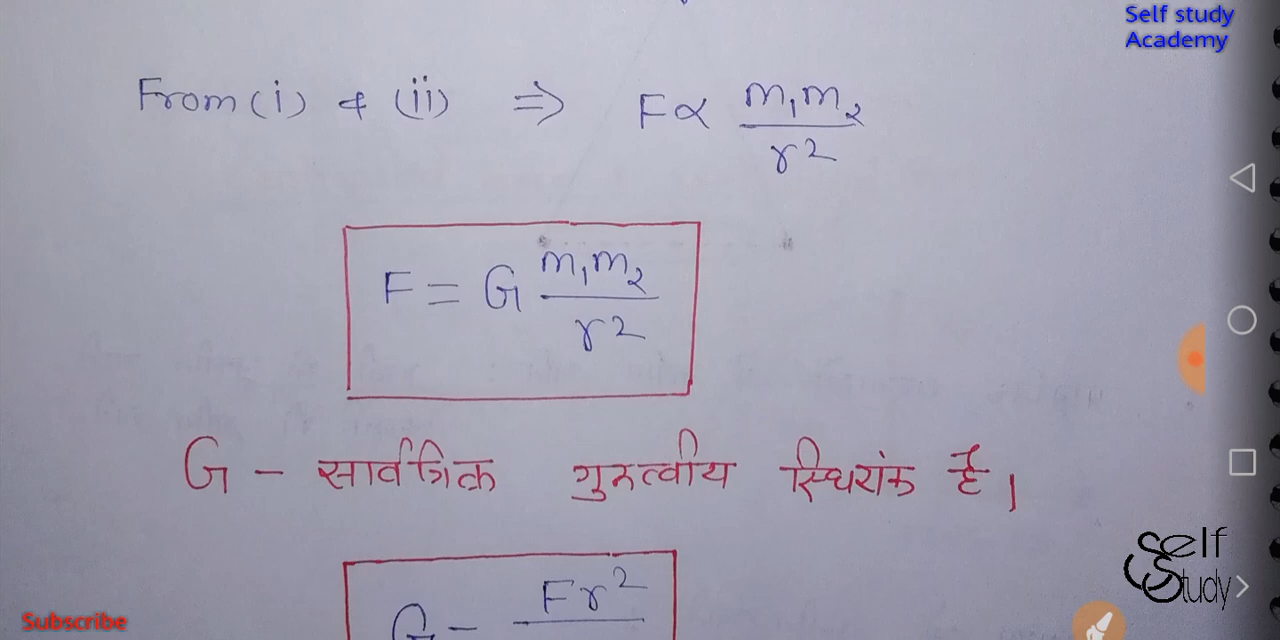 Self study
Academy
From (i) & (ii) ⇒ F ∝ m₁m₂ / r²
F = G m₁m₂ / r²
G – सार्वत्रिक गुरुत्वीय स्थिरांक है।
G = Fr²
Self
Study
Subscribe